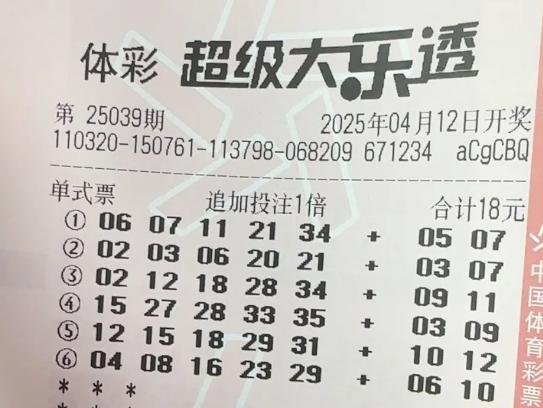 体彩 超级大乐透
第 25039期 2025年04月12日开奖
110320-150761-113798-068209 671234 aCgCBQ
单式票 追加投注1倍 合计18元
① 06 07 11 21 34 + 05 07
② 02 03 06 20 21 + 03 07
③ 02 12 18 28 34 + 09 11
④ 15 27 28 33 35 + 03 09
⑤ 12 15 18 29 31 + 10 12
⑥ 04 08 16 23 29 + 06 10
* * *
中国体育彩票